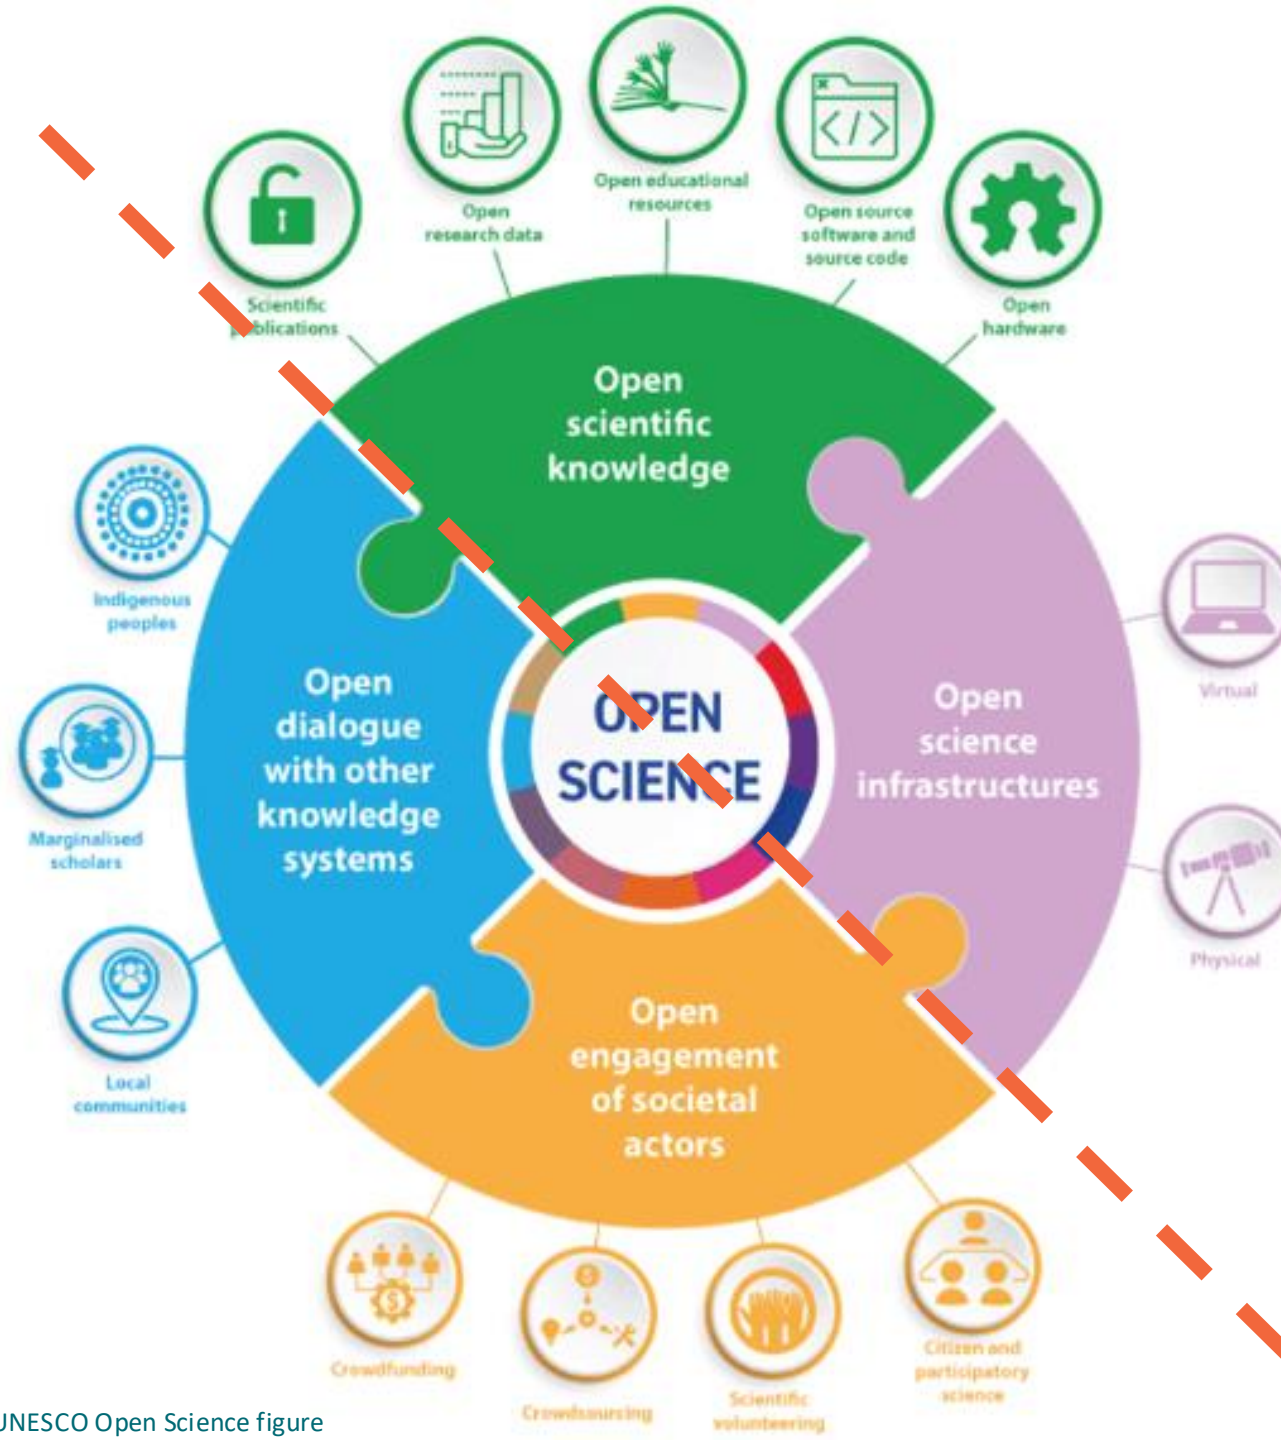 Open educational
resources
Open
research data
Open source
software and
source code
Scientific
publications
Open
hardware
Open
scientific
knowledge
Indigenous
peoples
Open
dialogue
with other
knowledge
systems
OPEN
SCIENCE
Open
science
infrastructures
Virtual
Marginalised
scholars
Physical
Open
engagement
of societal
actors
Local
communities
Crowdfunding
Crowdsourcing
Scientific
volunteering
Citizen and
participatory
science
UNESCO Open Science figure